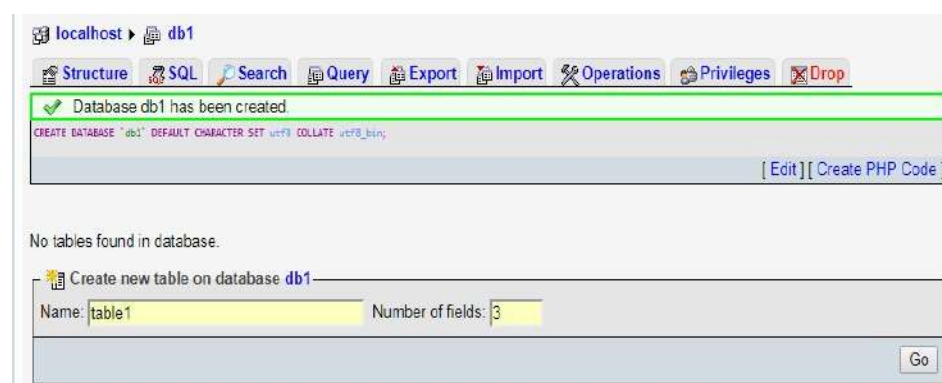 localhost db1
Structure SQL Search Query Export Import Operations Privileges Drop
Database db1 has been created.
CREATE DATABASE `db1` DEFAULT CHARACTER SET utf8 COLLATE utf8_bin;
[ Edit ] [ Create PHP Code ]
No tables found in database.
Create new table on database db1
Name: table1 Number of fields: 3
Go